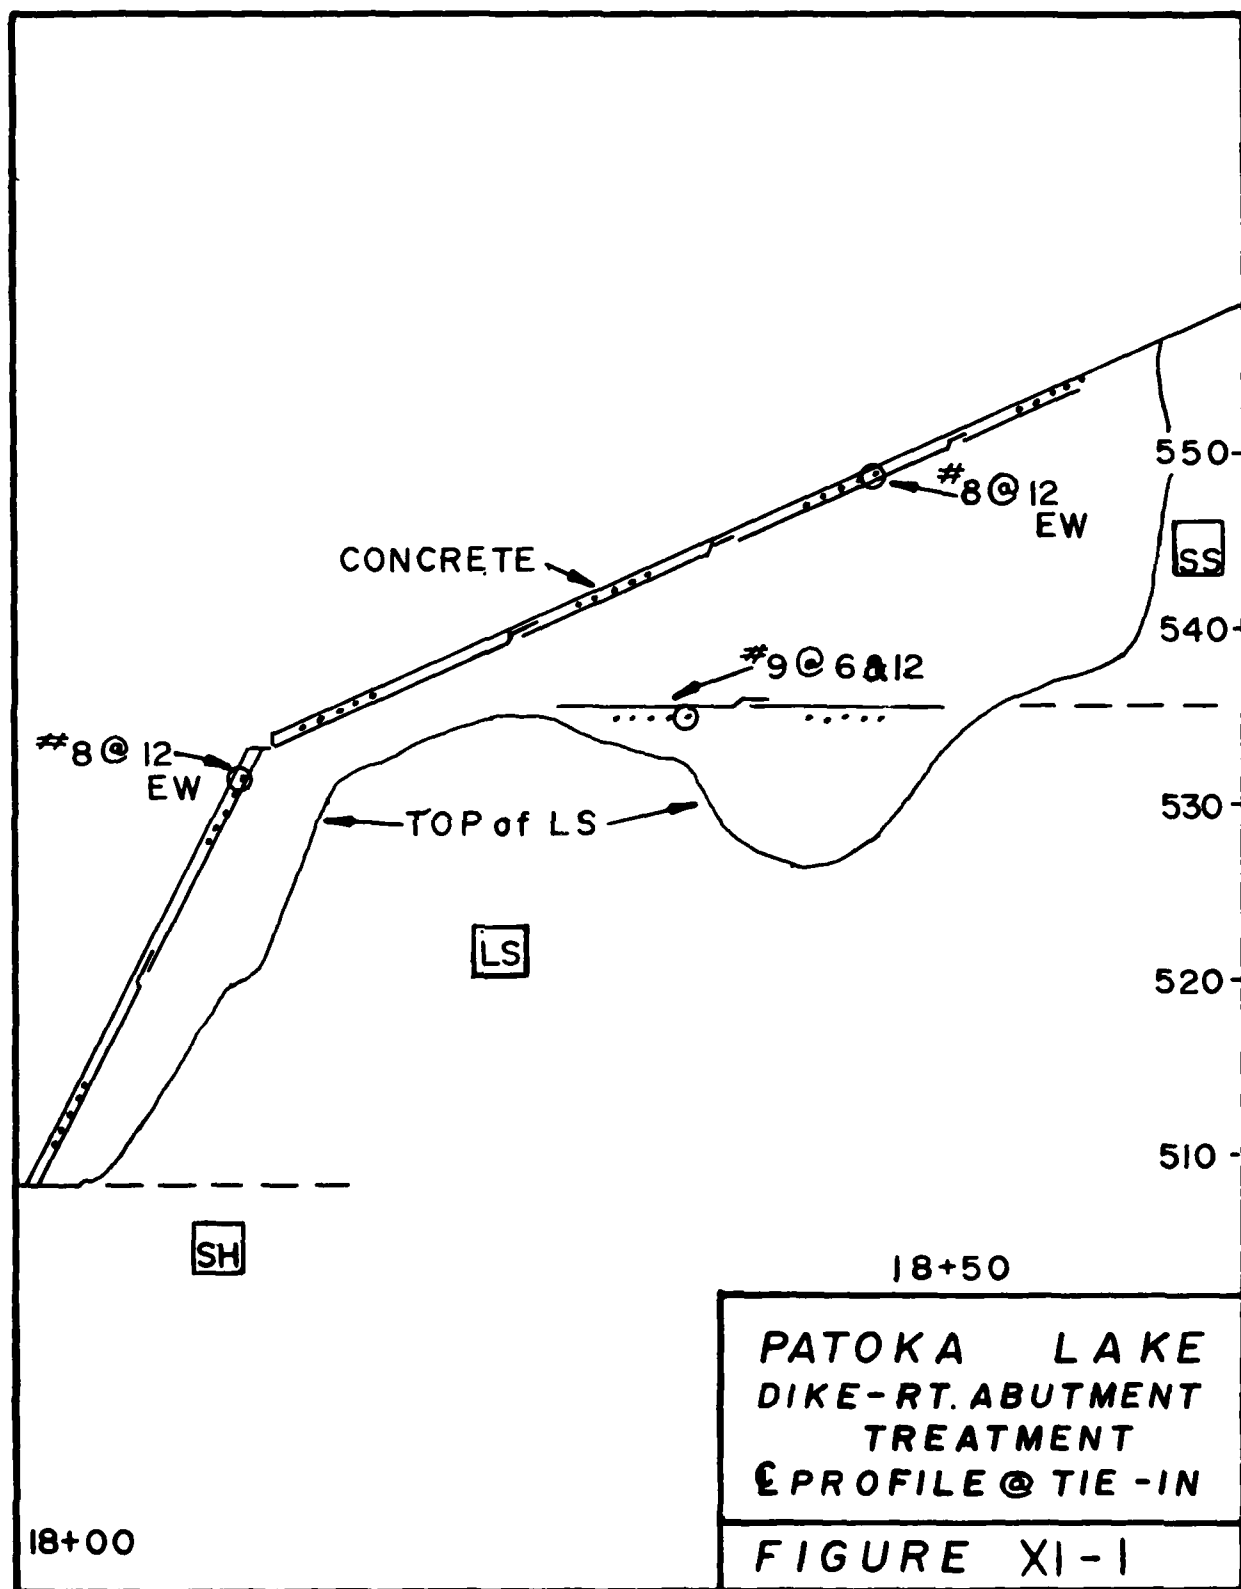 550
#8@12
EW
SS
CONCRETE
540
#9@6&12
#8@12
EW
530
TOP of LS
LS
520
510
SH
18+50
PATOKA LAKE
DIKE-RT. ABUTMENT
TREATMENT
℄ PROFILE @ TIE-IN
18+00
FIGURE XI-1